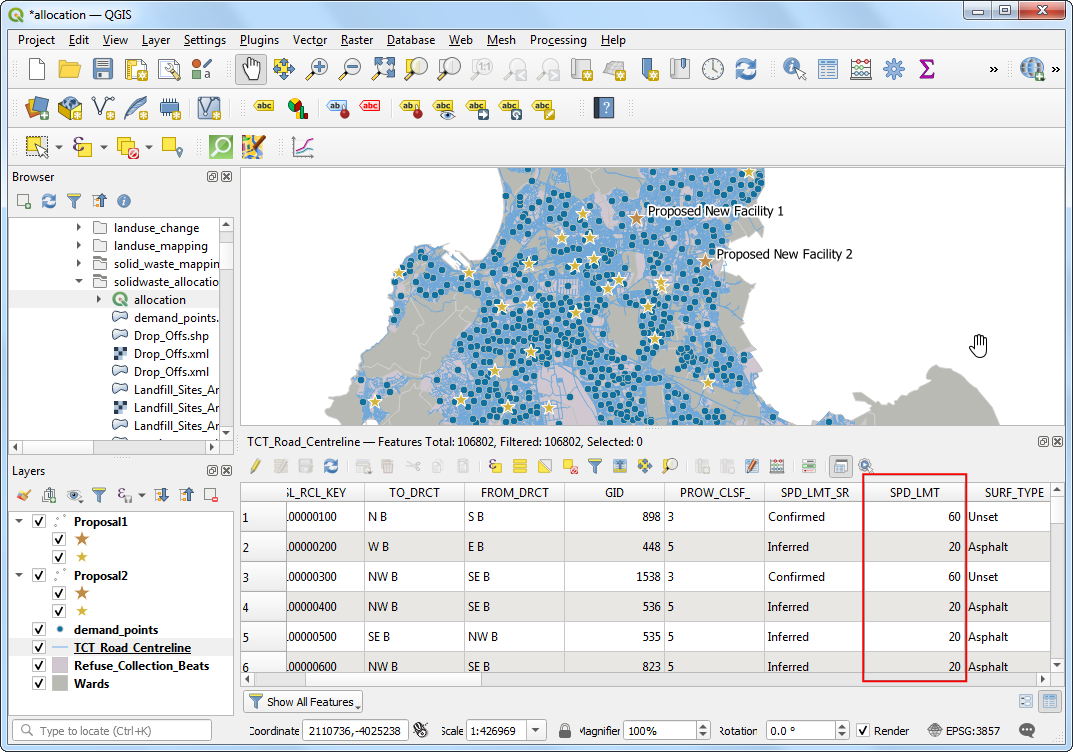 *allocation — QGIS
Project Edit View Layer Settings Plugins Vector Raster Database Web Mesh Processing Help
Browser
landuse_change
landuse_mapping
solid_waste_mappin
solidwaste_allocatio
allocation
demand_points.
Drop_Offs.shp
Drop_Offs.xml
Drop_Offs.xml
Landfill_Sites_Ar
Landfill_Sites_Ar
Landfill_Sites_Ar
Proposed New Facility 1
Proposed New Facility 2
Layers
Proposal1
Proposal2
demand_points
TCT_Road_Centreline
Refuse_Collection_Beats
Wards
TCT_Road_Centreline — Features Total: 106802, Filtered: 106802, Selected: 0
SL_RCL_KEY TO_DRCT FROM_DRCT GID PROW_CLSF_ SPD_LMT_SR SPD_LMT SURF_TYPE
1 .00000100 N B S B 898 3 Confirmed 60 Unset
2 .00000200 W B E B 448 5 Inferred 20 Asphalt
3 .00000300 NW B SE B 1538 3 Confirmed 60 Unset
4 .00000400 NW B SE B 536 5 Inferred 20 Asphalt
5 .00000500 SE B NW B 535 5 Inferred 20 Asphalt
6 .00000600 NW B SE B 823 5 Inferred 20 Asphalt
Show All Features
Type to locate (Ctrl+K)
Coordinate 2110736,-4025238 Scale 1:426969 Magnifier 100% Rotation 0.0 ° Render EPSG:3857